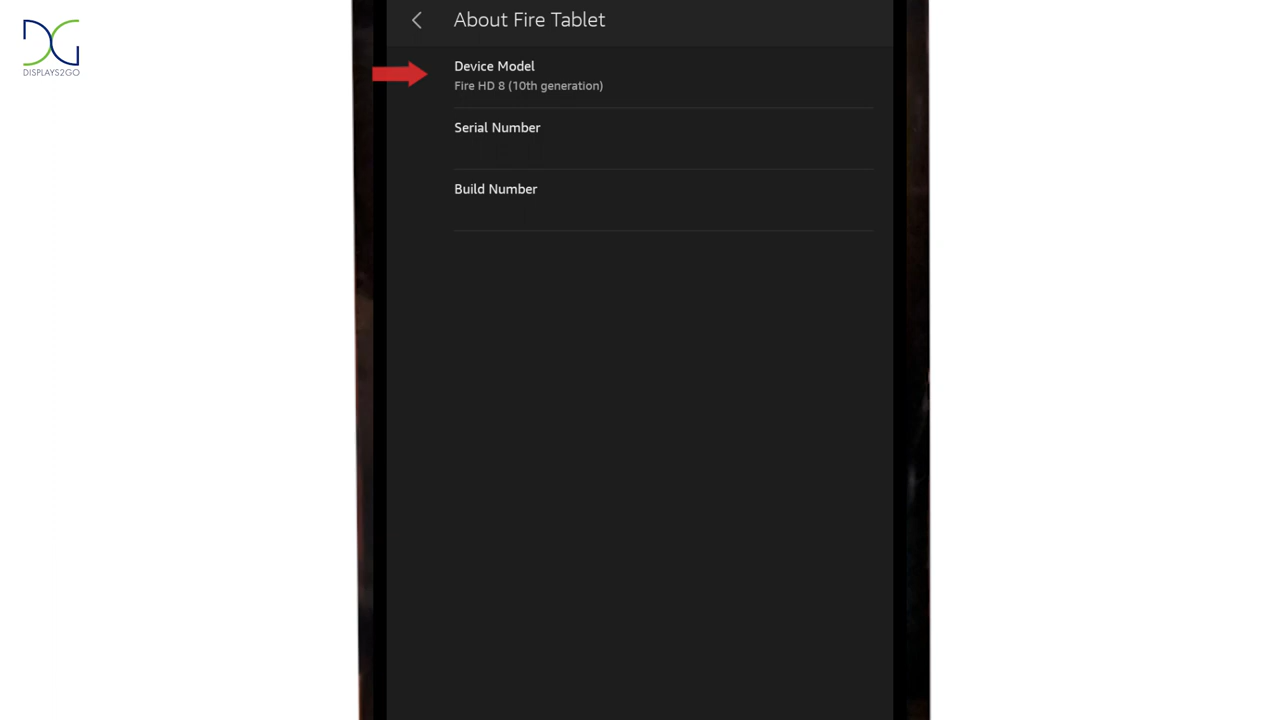 DISPLAYS2GO
About Fire Tablet
Device Model
Fire HD 8 (10th generation)
Serial Number
Build Number